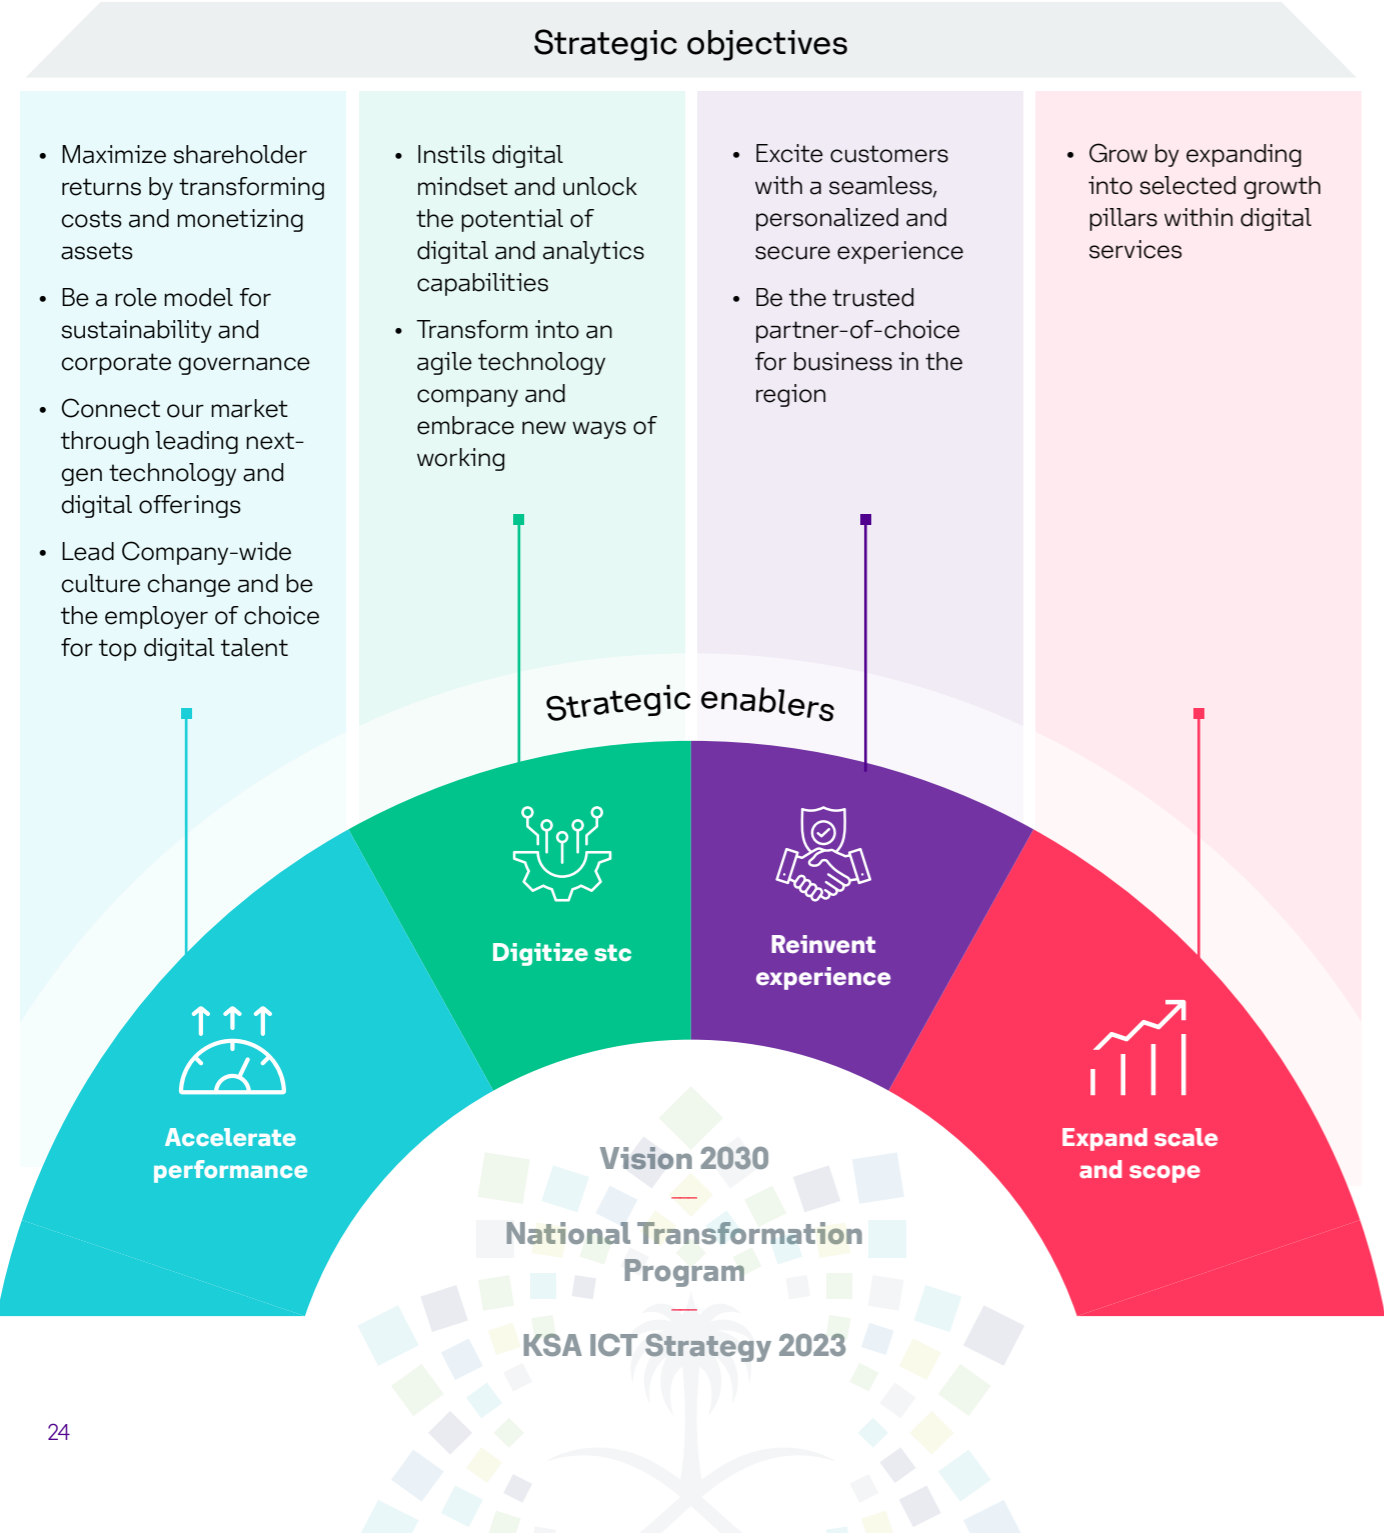 Strategic objectives
• Maximize shareholder
returns by transforming
costs and monetizing
assets
• Be a role model for
sustainability and
corporate governance
• Connect our market
through leading next-
gen technology and
digital offerings
• Lead Company-wide
culture change and be
the employer of choice
for top digital talent
• Instils digital
mindset and unlock
the potential of
digital and analytics
capabilities
• Transform into an
agile technology
company and
embrace new ways of
working
• Excite customers
with a seamless,
personalized and
secure experience
• Be the trusted
partner-of-choice
for business in the
region
• Grow by expanding
into selected growth
pillars within digital
services
Strategic enablers
Accelerate
performance
Digitize stc
Reinvent
experience
Expand scale
and scope
Vision 2030
National Transformation
Program
KSA ICT Strategy 2023
24